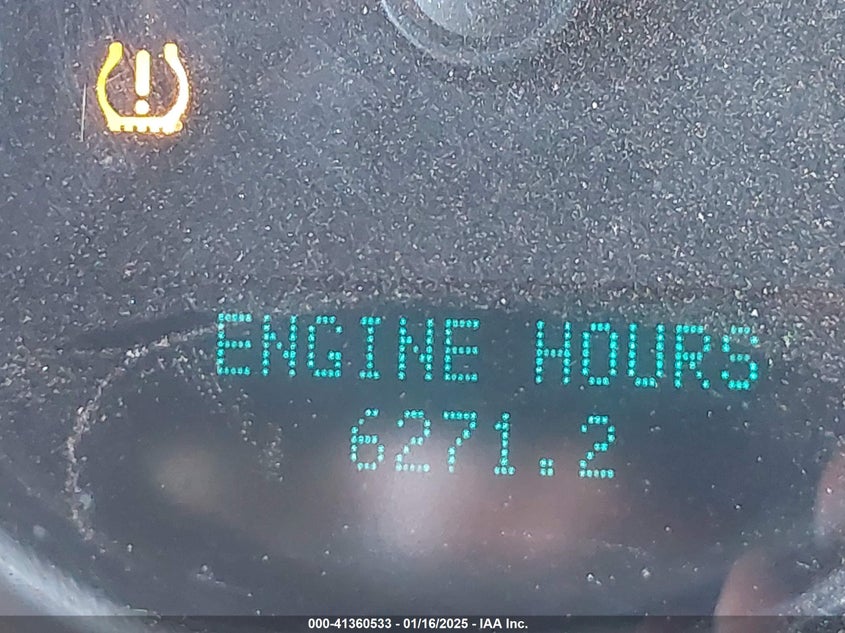 ENGINE HOURS
6271.2
000-41360533 - 01/16/2025 - IAA Inc.